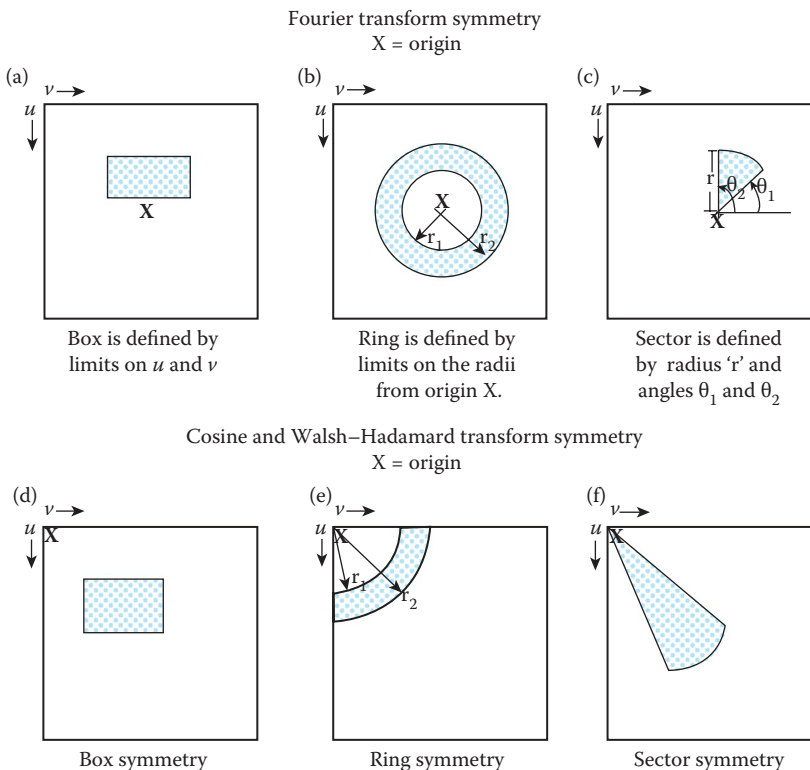 Fourier transform symmetry
X = origin
(a)
v
u
X
Box is defined by
limits on u and v
(b)
v
u
X
r1
r2
Ring is defined by
limits on the radii
from origin X.
(c)
v
u
r
θ2
θ1
X
Sector is defined
by radius ‘r’ and
angles θ1 and θ2
Cosine and Walsh–Hadamard transform symmetry
X = origin
(d)
v
u
X
Box symmetry
(e)
v
u
X
r1
r2
Ring symmetry
(f)
v
u
X
Sector symmetry